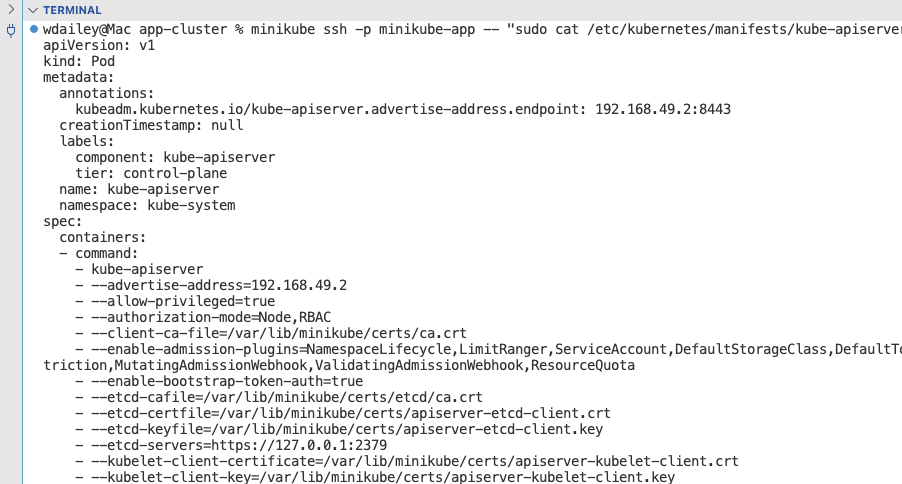 TERMINAL
wdailey@Mac app-cluster % minikube ssh -p minikube-app -- "sudo cat /etc/kubernetes/manifests/kube-apiserver
apiVersion: v1
kind: Pod
metadata:
  annotations:
    kubeadm.kubernetes.io/kube-apiserver.advertise-address.endpoint: 192.168.49.2:8443
  creationTimestamp: null
  labels:
    component: kube-apiserver
    tier: control-plane
  name: kube-apiserver
  namespace: kube-system
spec:
  containers:
  - command:
    - kube-apiserver
    - --advertise-address=192.168.49.2
    - --allow-privileged=true
    - --authorization-mode=Node,RBAC
    - --client-ca-file=/var/lib/minikube/certs/ca.crt
    - --enable-admission-plugins=NamespaceLifecycle,LimitRanger,ServiceAccount,DefaultStorageClass,DefaultTo
triction,MutatingAdmissionWebhook,ValidatingAdmissionWebhook,ResourceQuota
    - --enable-bootstrap-token-auth=true
    - --etcd-cafile=/var/lib/minikube/certs/etcd/ca.crt
    - --etcd-certfile=/var/lib/minikube/certs/apiserver-etcd-client.crt
    - --etcd-keyfile=/var/lib/minikube/certs/apiserver-etcd-client.key
    - --etcd-servers=https://127.0.0.1:2379
    - --kubelet-client-certificate=/var/lib/minikube/certs/apiserver-kubelet-client.crt
    - --kubelet-client-key=/var/lib/minikube/certs/apiserver-kubelet-client.key